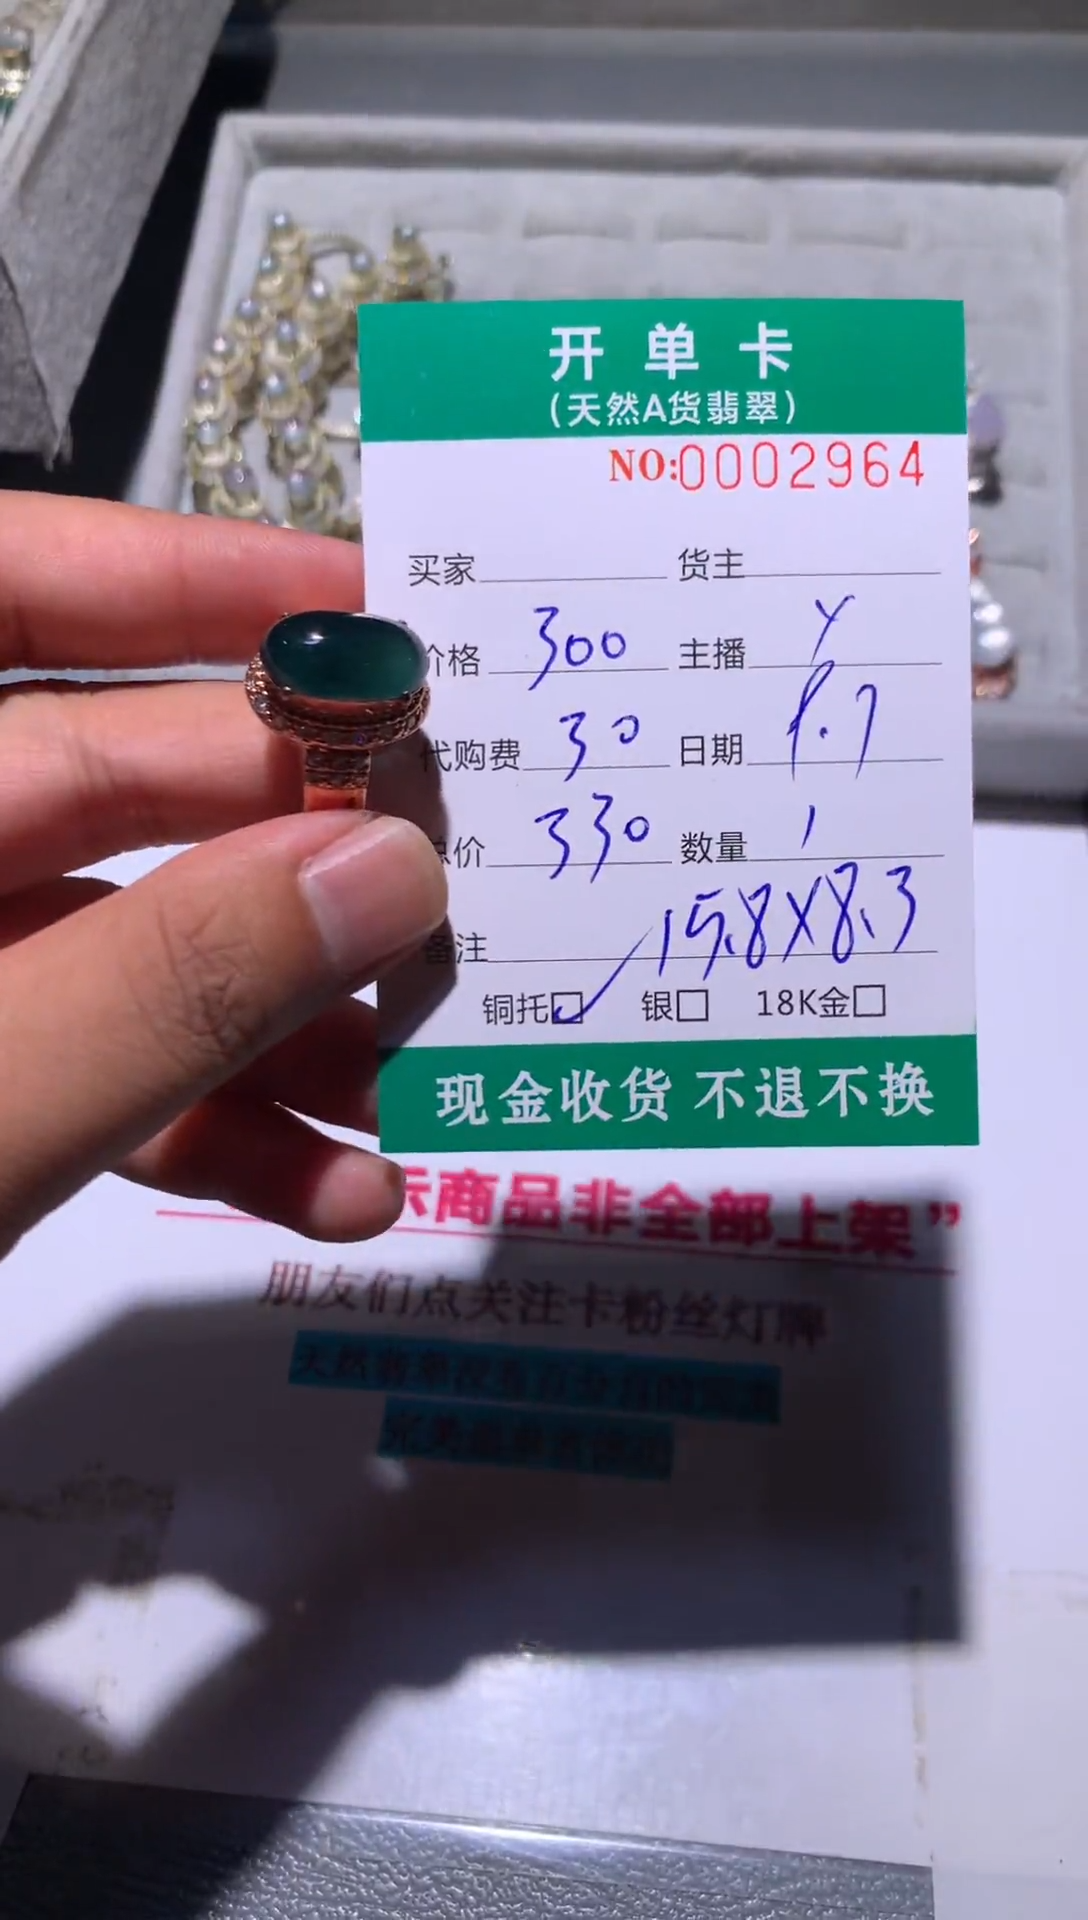 开单卡
(天然A货翡翠)
NO:0002964
买家 货主
价格 300 主播 Y
代购费 30 日期 9.7
总价 330 数量 1
备注 15.8X8.3
铜托☑ 银☐ 18K金☐
现金收货 不退不换
示商品非全部上架”
朋友们点关注卡粉丝灯牌